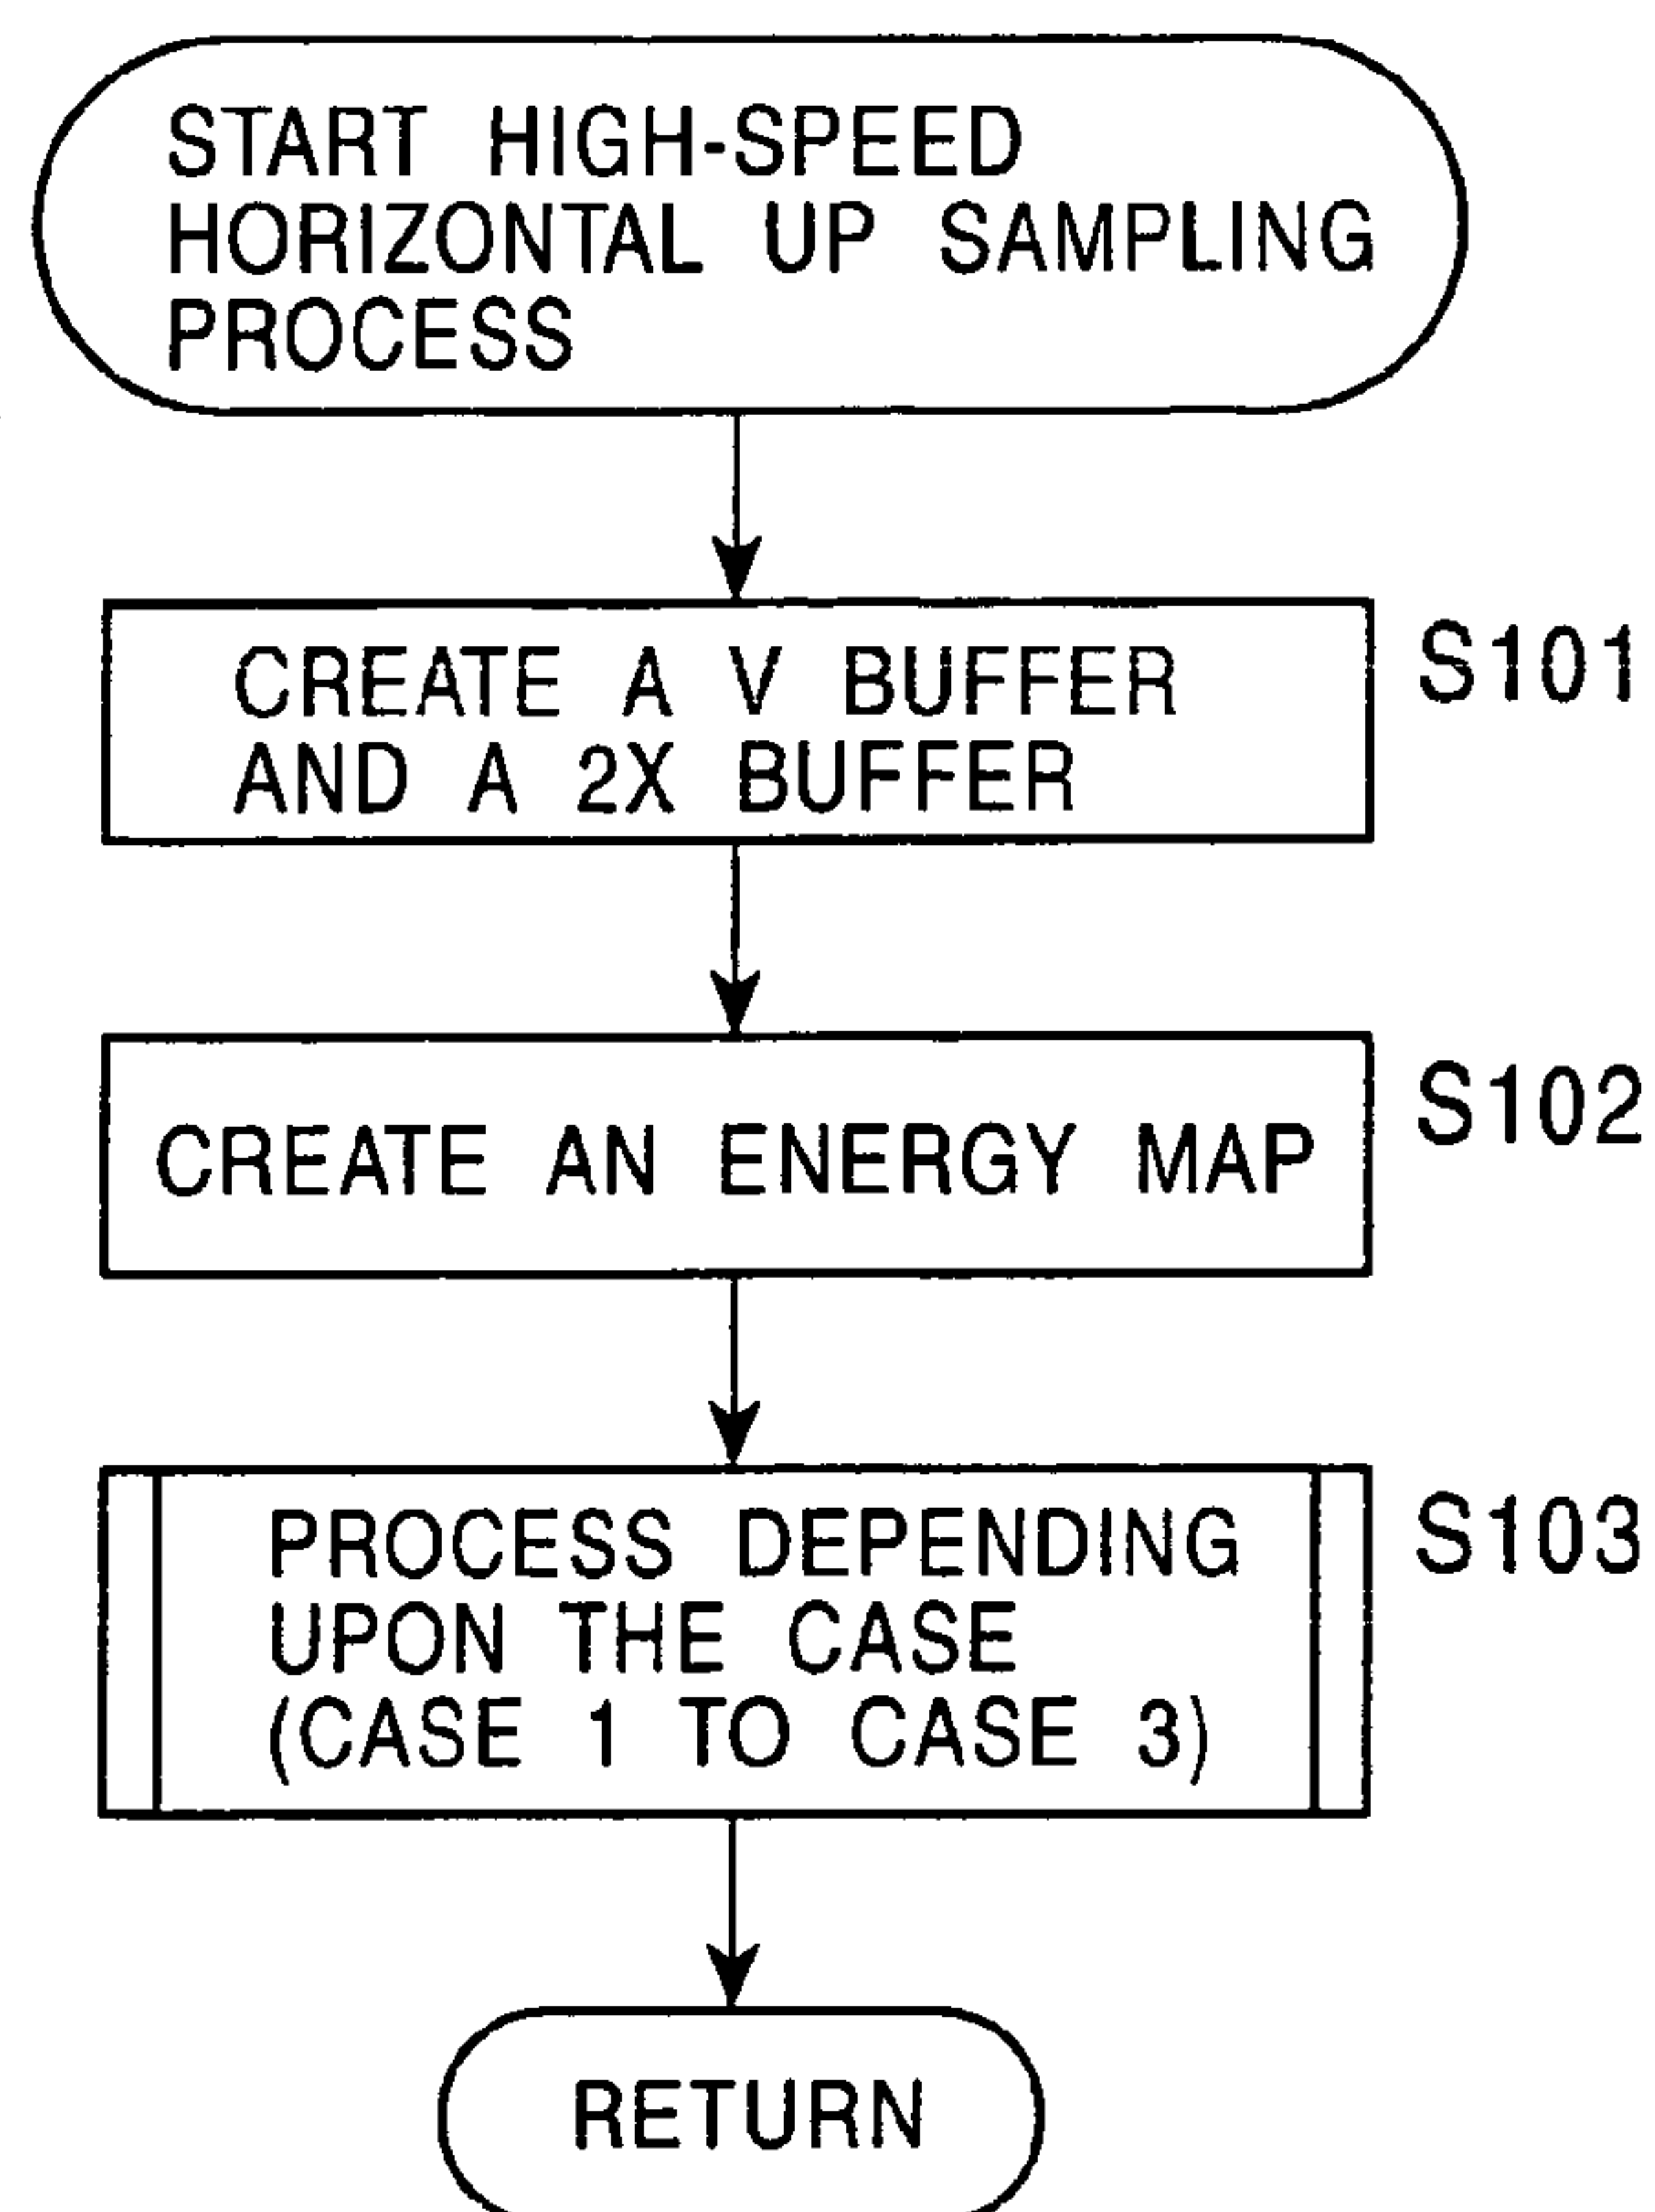 START HIGH-SPEED
HORIZONTAL UP SAMPLING
PROCESS
CREATE A V BUFFER
AND A 2X BUFFER
S101
CREATE AN ENERGY MAP
S102
PROCESS DEPENDING
UPON THE CASE
(CASE 1 TO CASE 3)
S103
RETURN